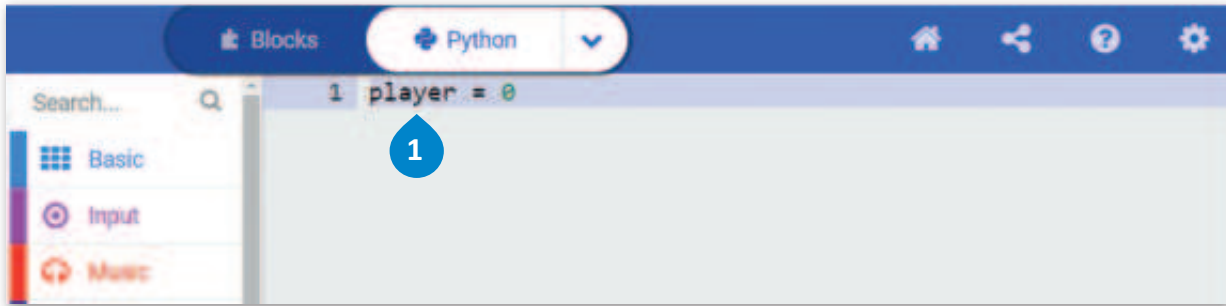 Blocks
Python
Search...
1 player = 0
1
Basic
Input
Music